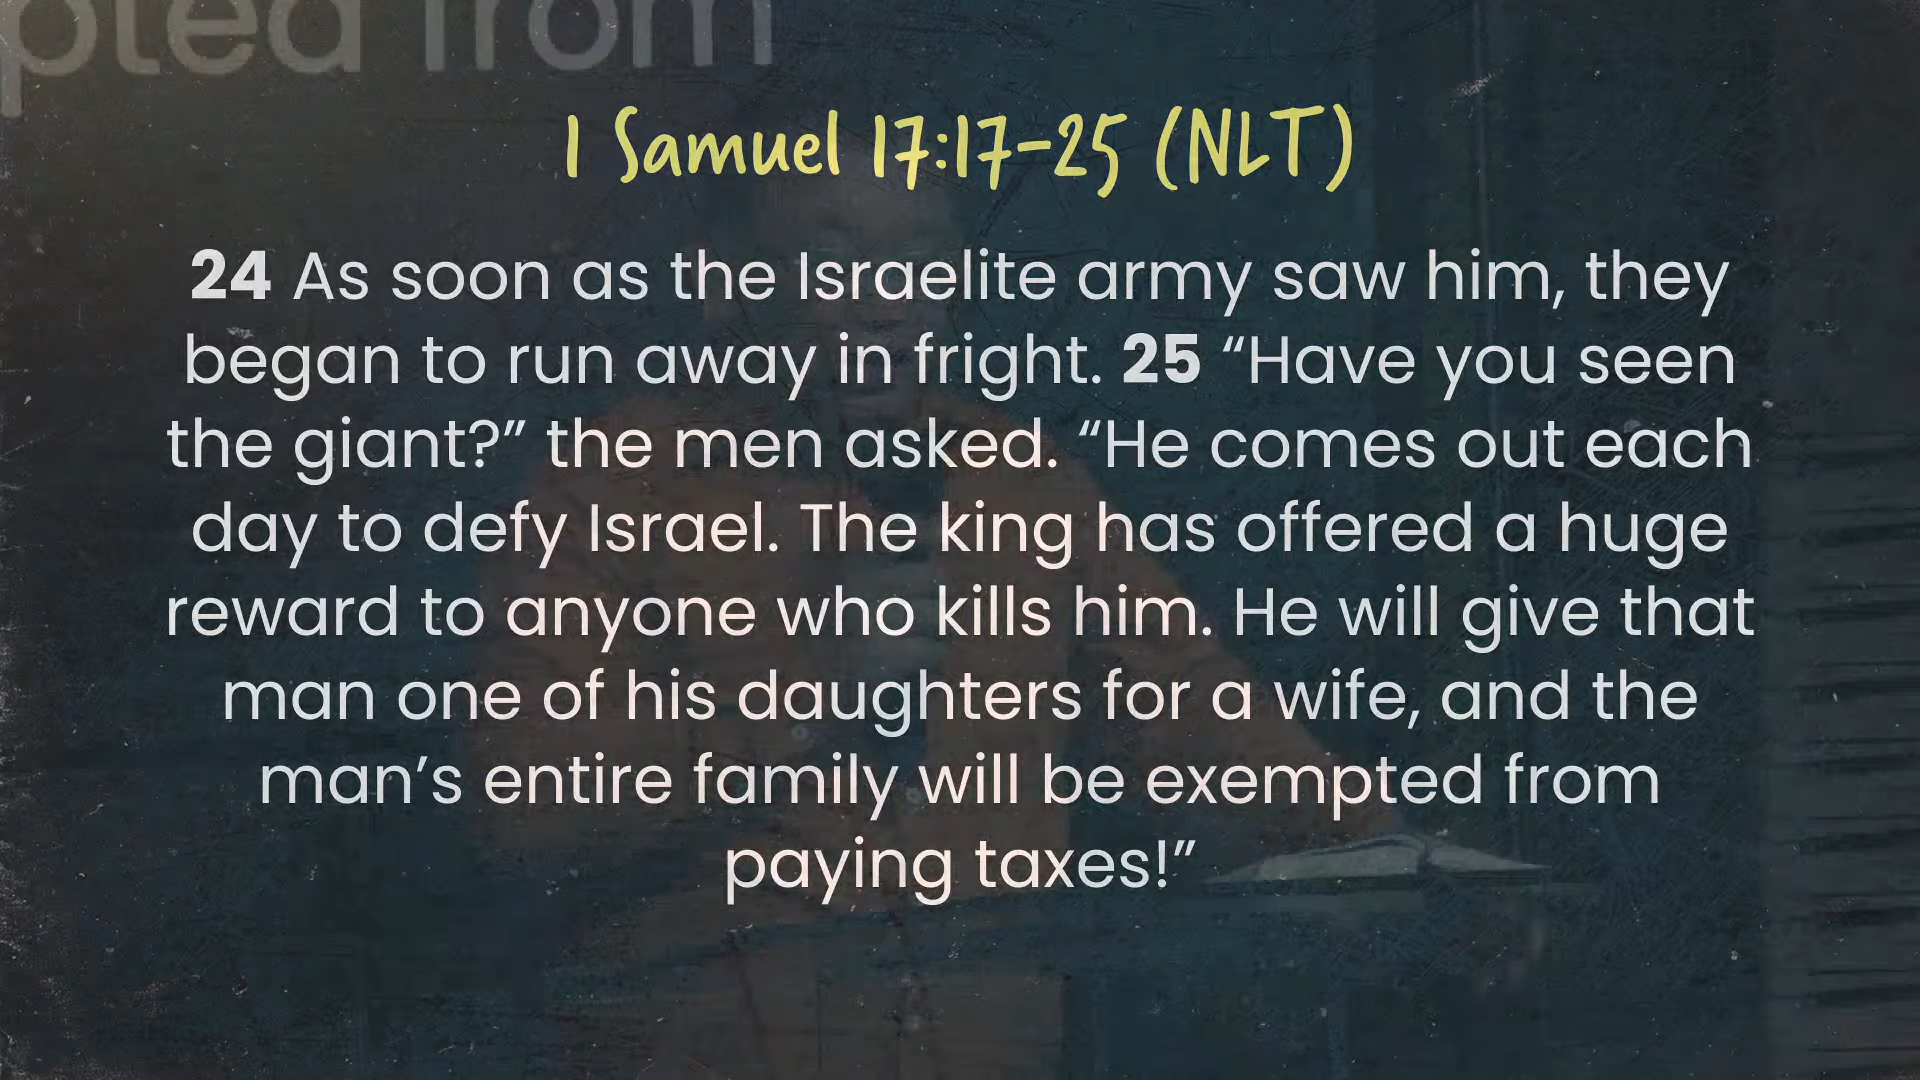 pted from
1 Samuel 17:17-25 (NLT)
24 As soon as the Israelite army saw him, they
began to run away in fright. 25 “Have you seen
the giant?” the men asked. “He comes out each
day to defy Israel. The king has offered a huge
reward to anyone who kills him. He will give that
man one of his daughters for a wife, and the
man’s entire family will be exempted from
paying taxes!”